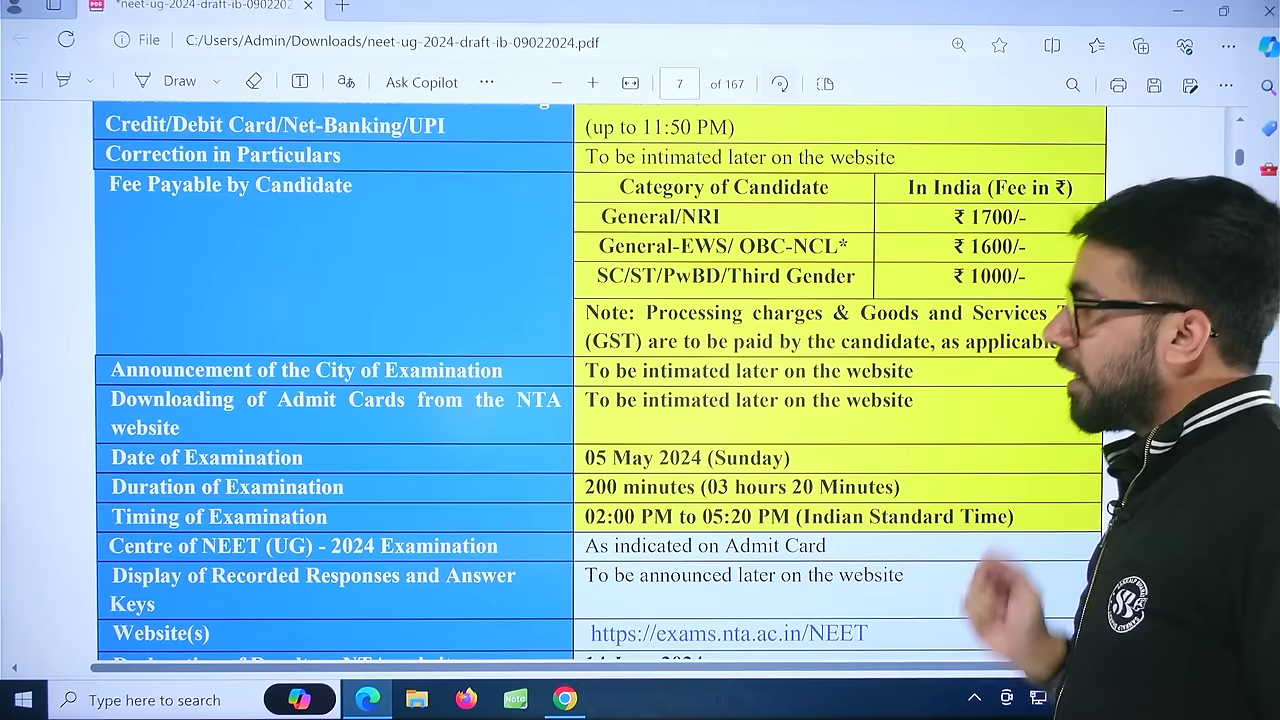 *neet-ug-2024-draft-ib-0902202
File C:/Users/Admin/Downloads/neet-ug-2024-draft-ib-09022024.pdf
Draw Ask Copilot 7 of 167
Credit/Debit Card/Net-Banking/UPI
(up to 11:50 PM)
Correction in Particulars
To be intimated later on the website
Fee Payable by Candidate
Category of Candidate In India (Fee in ₹)
General/NRI ₹ 1700/-
General-EWS/ OBC-NCL* ₹ 1600/-
SC/ST/PwBD/Third Gender ₹ 1000/-
Note: Processing charges & Goods and Services
(GST) are to be paid by the candidate, as
Announcement of the City of Examination
To be intimated later on the website
Downloading of Admit Cards from the NTA
website
To be intimated later on the website
Date of Examination
05 May 2024 (Sunday)
Duration of Examination
200 minutes (03 hours 20 Minutes)
Timing of Examination
02:00 PM to 05:20 PM (Indian Standard Time)
Centre of NEET (UG) - 2024 Examination
As indicated on Admit Card
Display of Recorded Responses and Answer
Keys
To be announced later on the website
Website(s)
https://exams.nta.ac.in/NEET
Type here to search